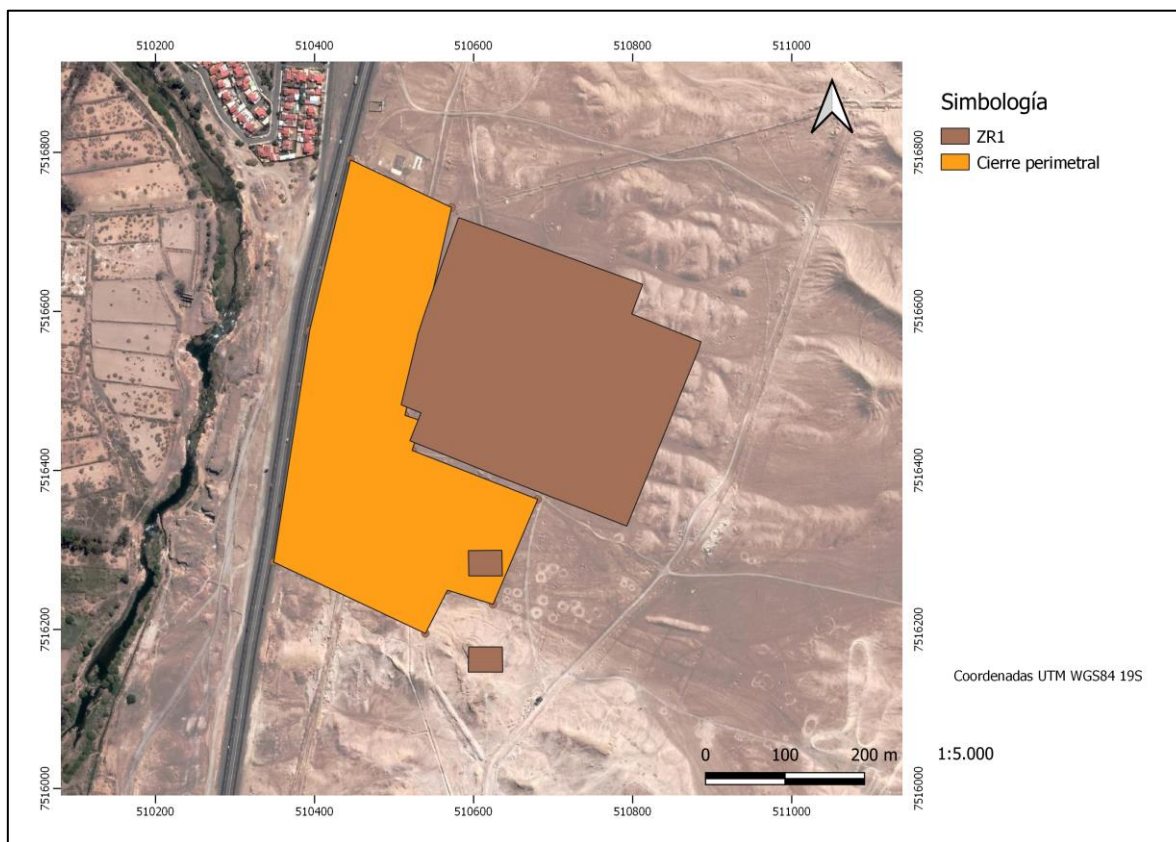 510200 510400 510600 510800 511000
Simbología
ZR1
Cierre perimetral
7516800 7516800
7516600 7516600
7516400 7516400
7516200 7516200
Coordenadas UTM WGS84 19S
0 100 200 m
1:5.000
7516000 7516000
510200 510400 510600 510800 511000